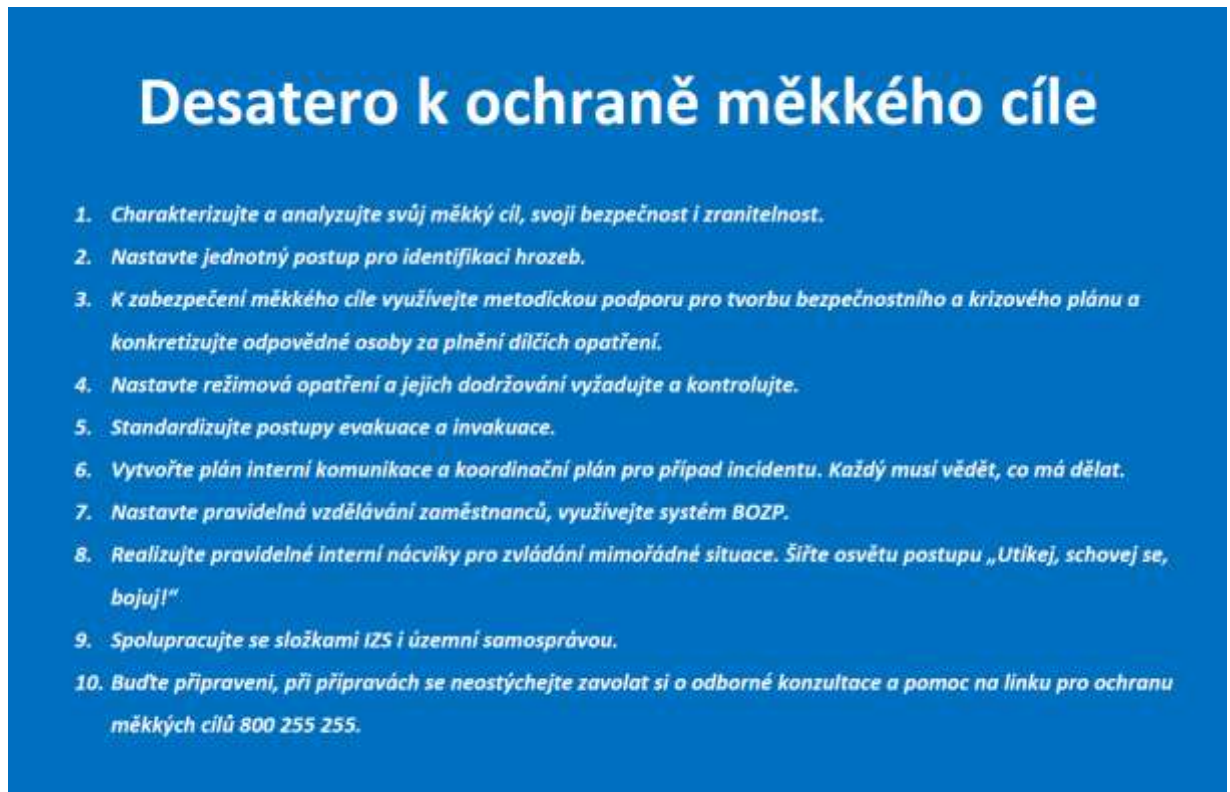 Desatero k ochraně měkkého cíle
1. Charakterizujte a analyzujte svůj měkký cíl, svoji bezpečnost i zranitelnost.
2. Nastavte jednotný postup pro identifikaci hrozeb.
3. K zabezpečení měkkého cíle využívejte metodickou podporu pro tvorbu bezpečnostního a krizového plánu a
konkretizujte odpovědné osoby za plnění dílčích opatření.
4. Nastavte režimová opatření a jejich dodržování vyžadujte a kontrolujte.
5. Standardizujte postupy evakuace a invakuace.
6. Vytvořte plán interní komunikace a koordinační plán pro případ incidentu. Každý musí vědět, co má dělat.
7. Nastavte pravidelná vzdělávání zaměstnanců, využívejte systém BOZP.
8. Realizujte pravidelné interní nácviky pro zvládání mimořádné situace. Šiřte osvětu postupu „Utíkej, schovej se,
bojuj!“
9. Spolupracujte se složkami IZS i územní samosprávou.
10. Buďte připraveni, při přípravách se neostýchejte zavolat si o odborné konzultace a pomoc na linku pro ochranu
měkkých cílů 800 255 255.